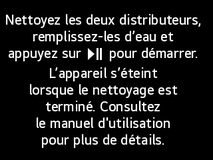 Nettoyez les deux distributeurs,
remplissez-les d’eau et
appuyez sur ⏯ pour démarrer.
L’appareil s’éteint
lorsque le nettoyage est
terminé. Consultez
le manuel d'utilisation
pour plus de détails.